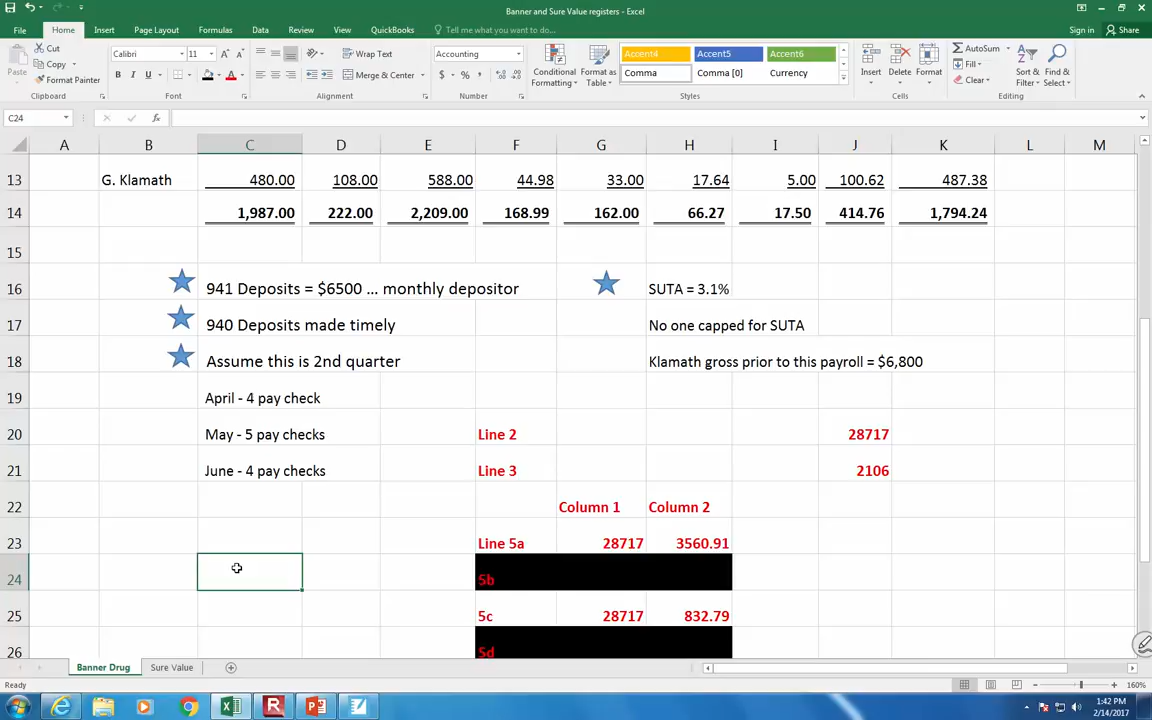 Banner and Sure Value registers - Excel
File Home Insert Page Layout Formulas Data Review View QuickBooks Tell me what you want to do... Sign in Share
Cut
Copy
Format Painter
Paste
Clipboard
Calibri 11
B I U
Font
Wrap Text
Merge & Center
Alignment
Accounting
$ % ,
Number
Conditional Formatting
Format as Table
Accent4 Accent5 Accent6
Comma Comma [0] Currency
Styles
Insert Delete Format
Cells
AutoSum
Fill
Clear
Sort & Filter
Find & Select
Editing
C24 fx
A B C D E F G H I J K L M
13 G. Klamath 480.00 108.00 588.00 44.98 33.00 17.64 5.00 100.62 487.38
14 1,987.00 222.00 2,209.00 168.99 162.00 66.27 17.50 414.76 1,794.24
15
16 941 Deposits = $6500 ... monthly depositor SUTA = 3.1%
17 940 Deposits made timely No one capped for SUTA
18 Assume this is 2nd quarter Klamath gross prior to this payroll = $6,800
19 April - 4 pay check
20 May - 5 pay checks Line 2 28717
21 June - 4 pay checks Line 3 2106
22 Column 1 Column 2
23 Line 5a 28717 3560.91
24 5b
25 5c 28717 832.79
26 5d
Banner Drug Sure Value
Ready 160%
1:42 PM
2/14/2017